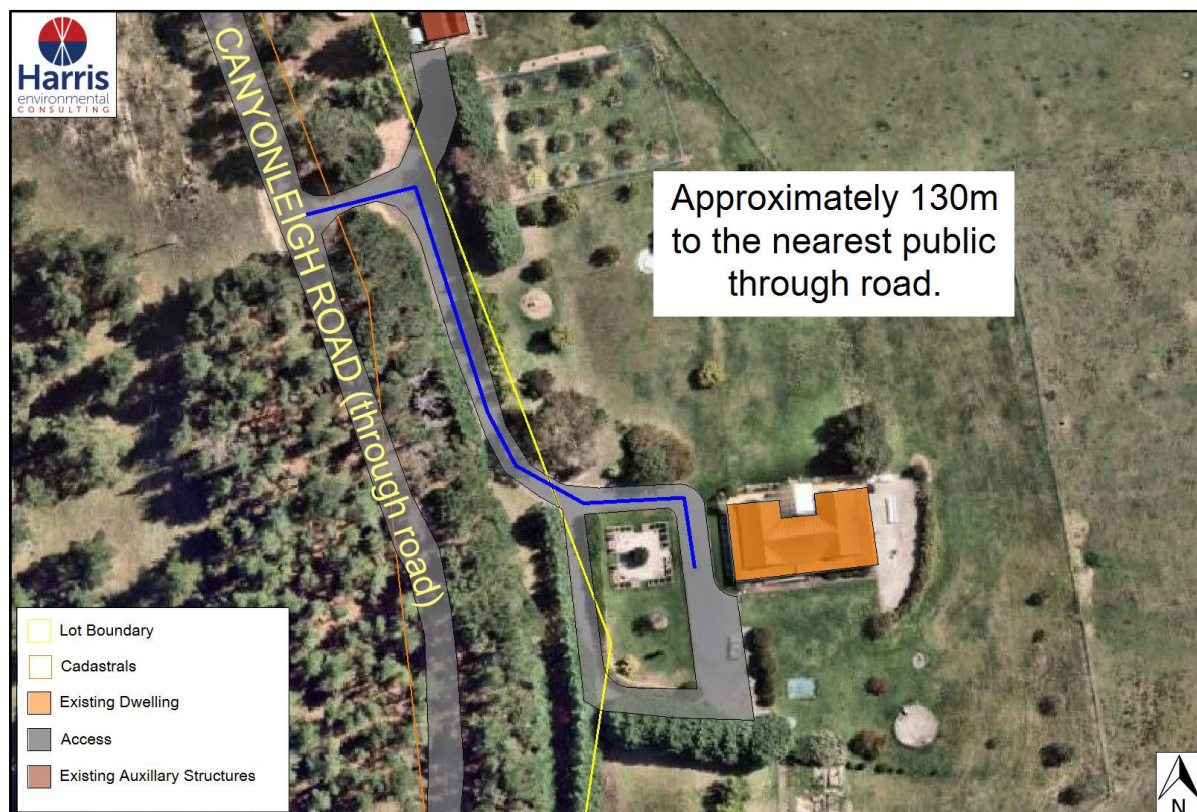 Harris
environmental
CONSULTING
CANYONLEIGH ROAD (through road)
Approximately 130m
to the nearest public
through road.
Lot Boundary
Cadastrals
Existing Dwelling
Access
Existing Auxillary Structures
N